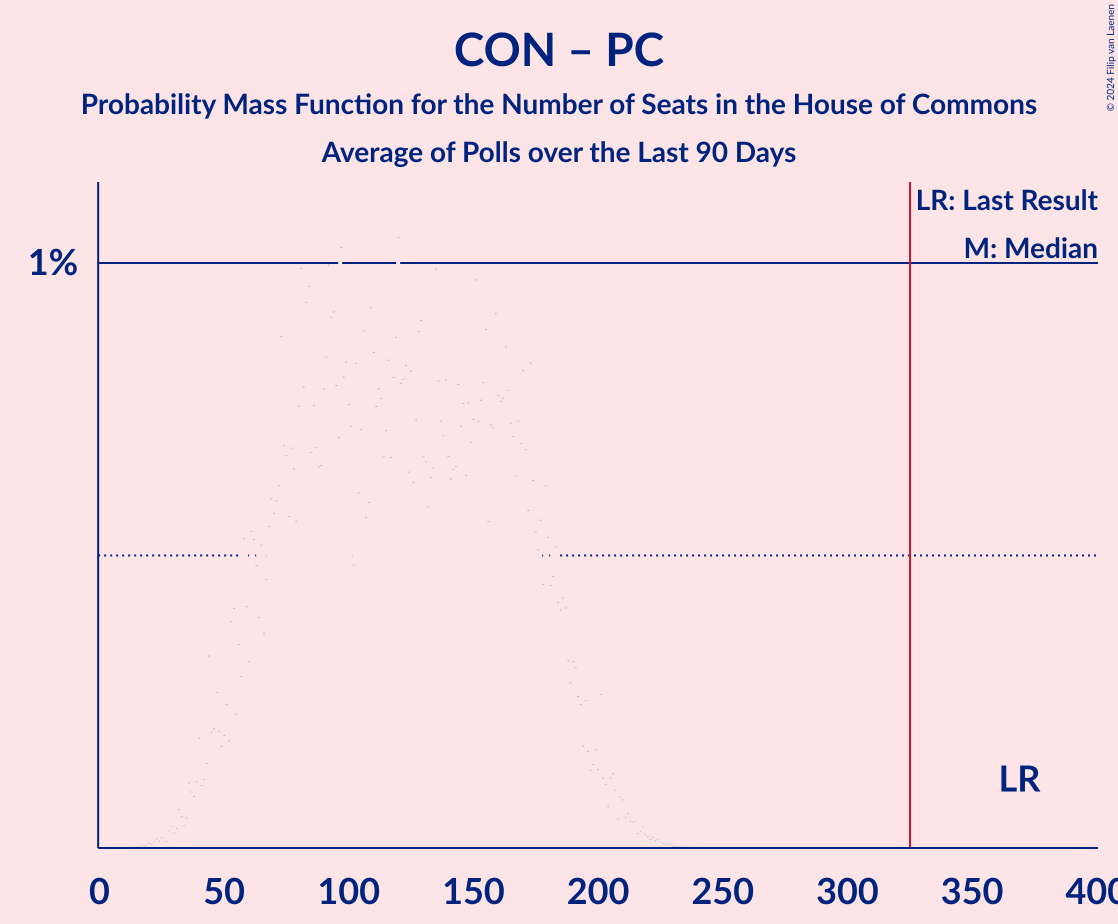 CON – PC
Probability Mass Function for the Number of Seats in the House of Commons
Average of Polls over the Last 90 Days
© 2024 Filip van Laenen
LR: Last Result
M: Median
1%
LR
0 50 100 150 200 250 300 350 400